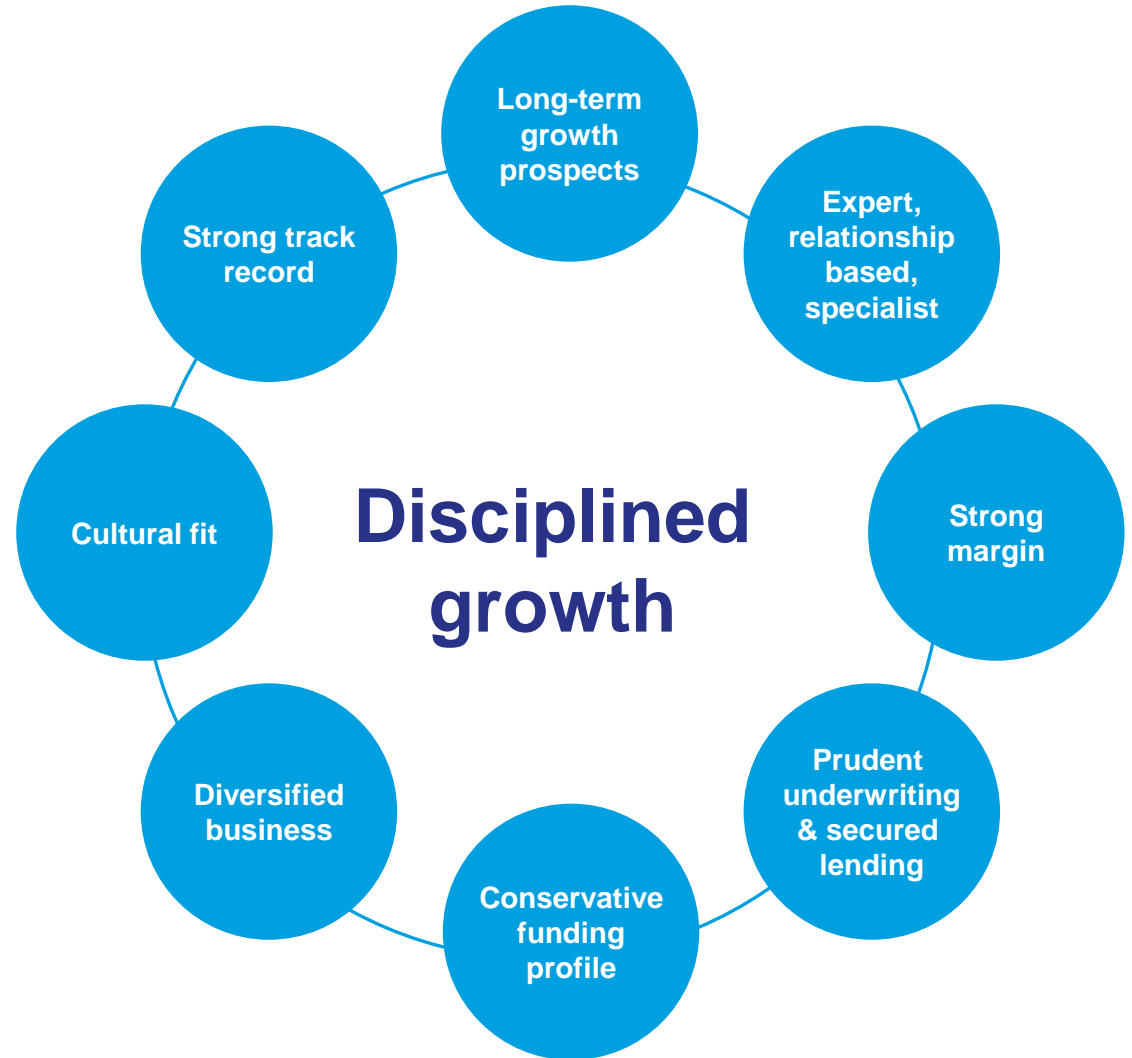 Long-term
growth
prospects
Expert,
relationship
based,
specialist
Strong
margin
Prudent
underwriting
& secured
lending
Conservative
funding
profile
Diversified
business
Cultural fit
Strong track
record
Disciplined
growth